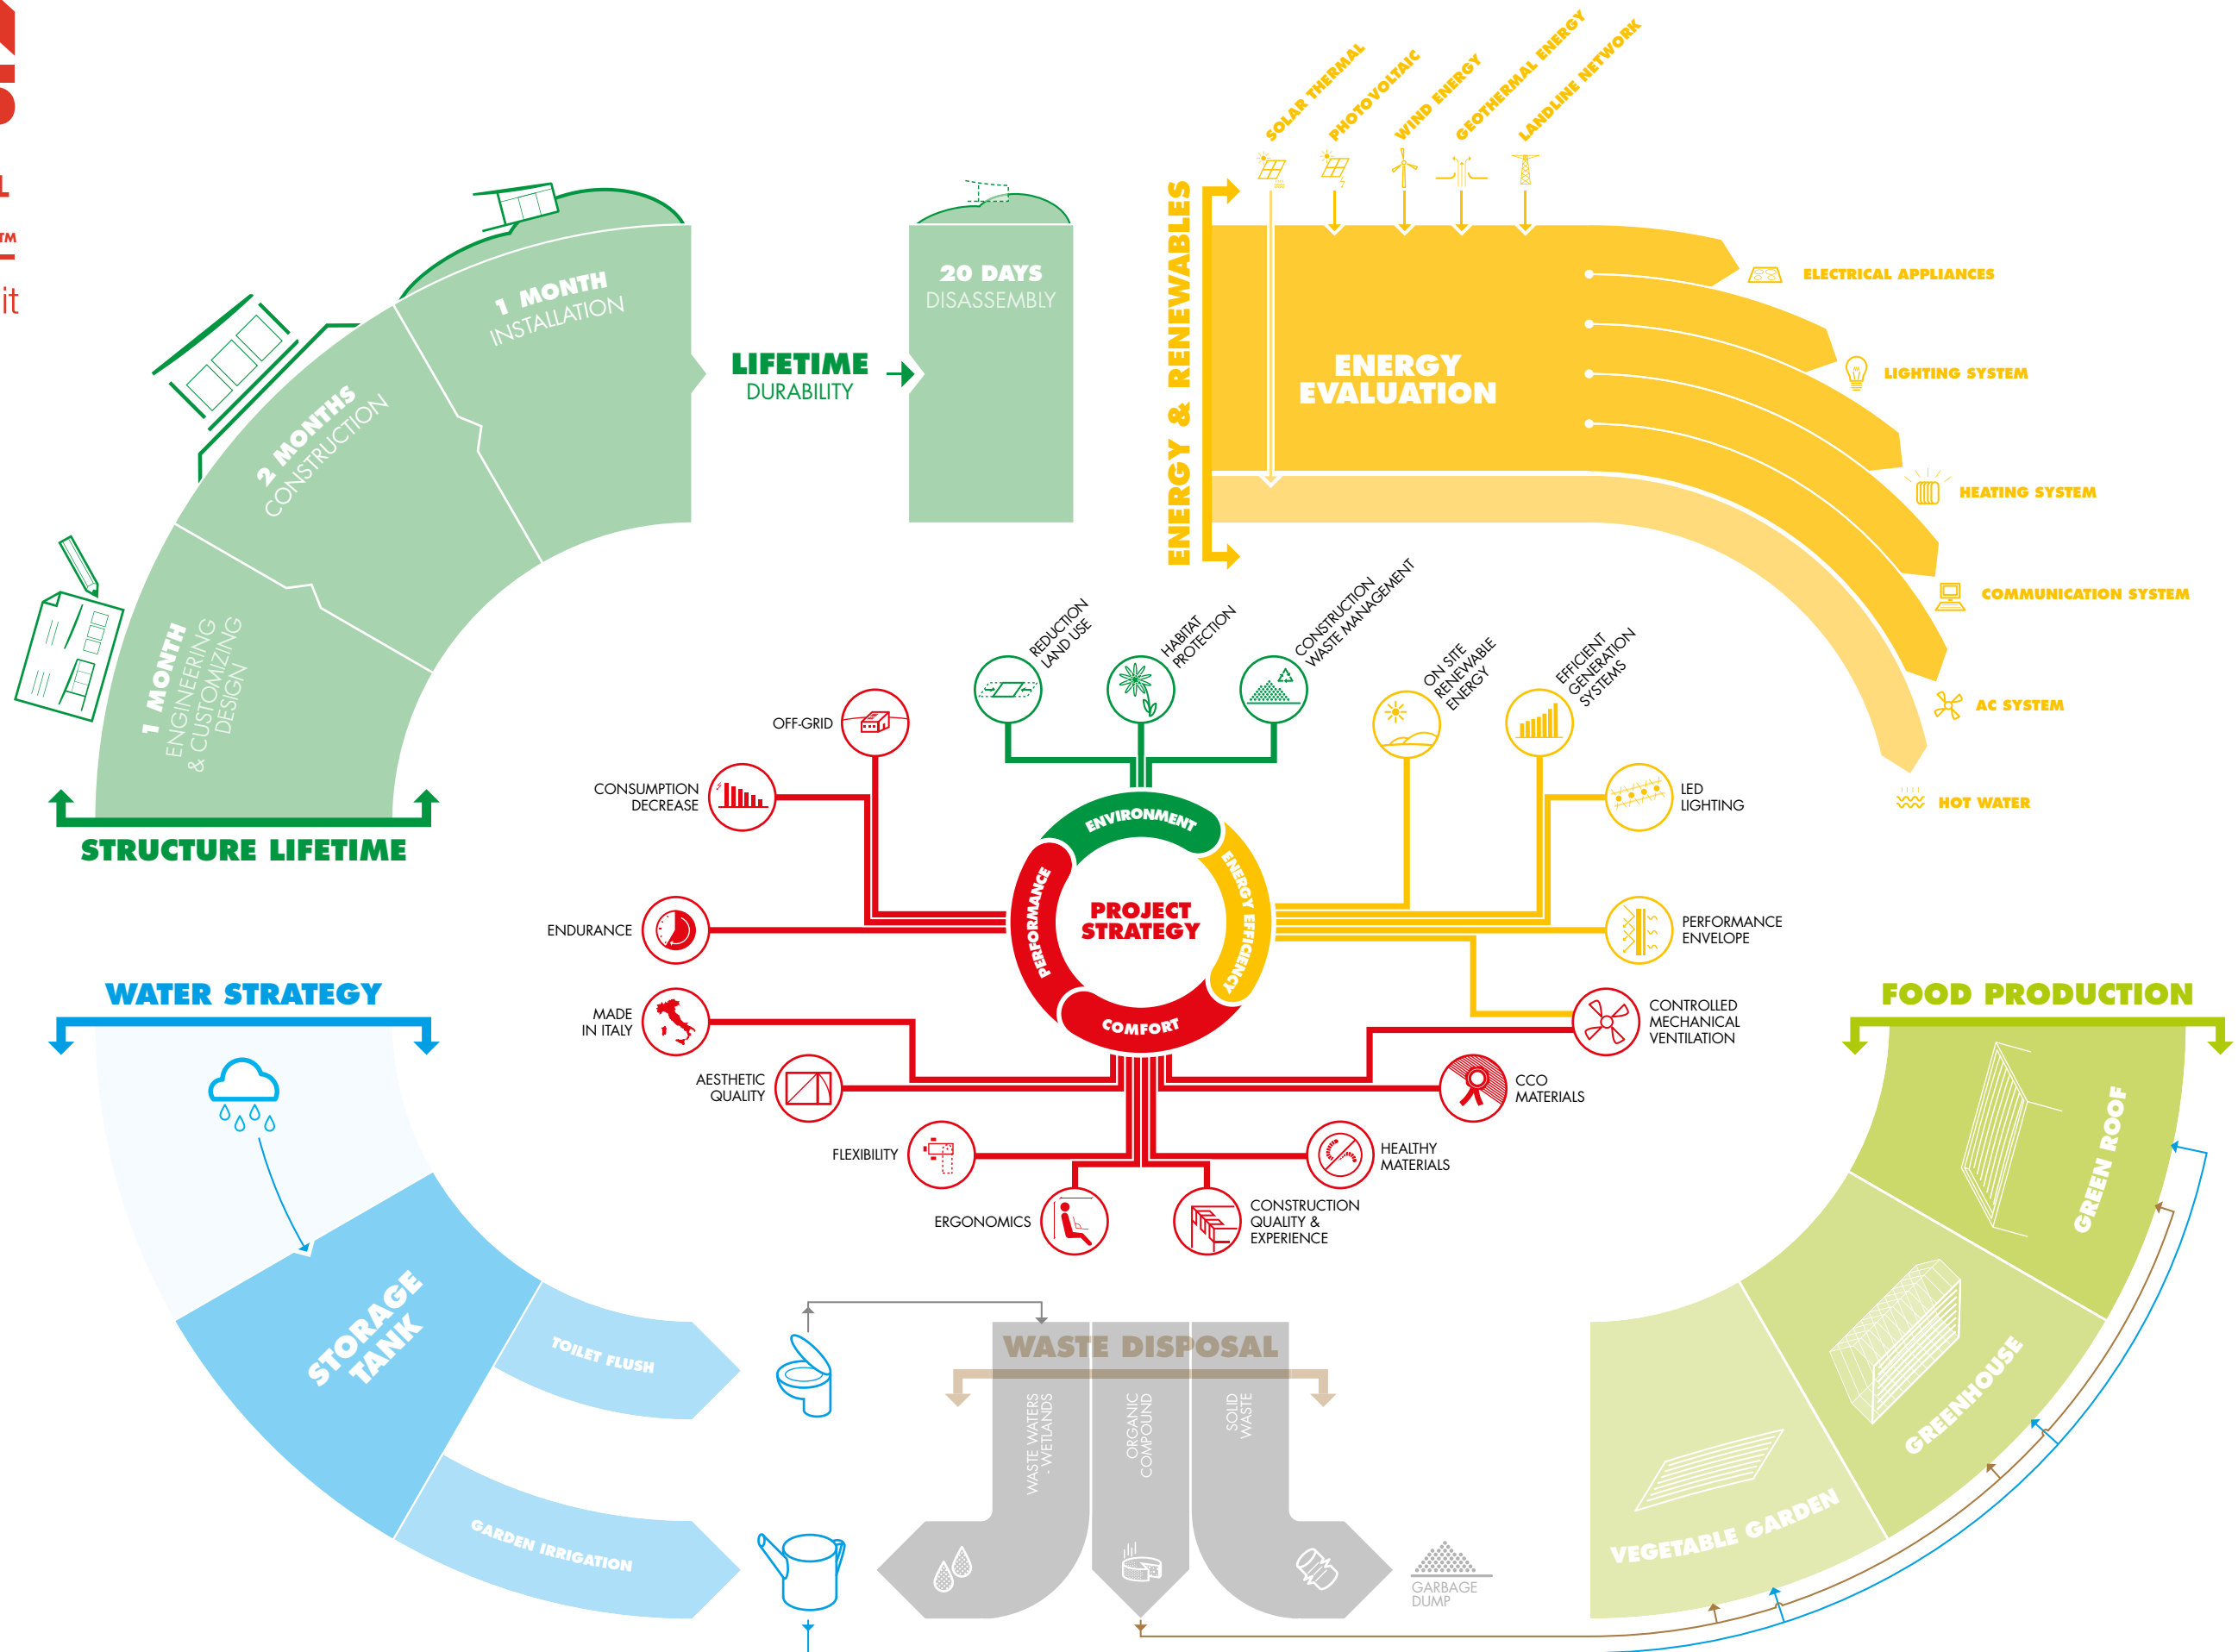 L
TM
it
SOLAR THERMAL
PHOTOVOLTAIC
WIND ENERGY
GEOTHERMAL ENERGY
LANDLINE NETWORK
1 MONTH
INSTALLATION
2 MONTHS
CONSTRUCTION
1 MONTH
ENGINEERING
& CUSTOMIZING
DESIGN
STRUCTURE LIFETIME
LIFETIME
DURABILITY
20 DAYS
DISASSEMBLY
ENERGY & RENEWABLES
ENERGY
EVALUATION
ELECTRICAL APPLIANCES
LIGHTING SYSTEM
HEATING SYSTEM
COMMUNICATION SYSTEM
AC SYSTEM
HOT WATER
REDUCTION
LAND USE
HABITAT
PROTECTION
CONSTRUCTION
WASTE MANAGEMENT
ON SITE
RENEWABLE
ENERGY
EFFICIENT
GENERATION
SYSTEMS
OFF-GRID
CONSUMPTION
DECREASE
ENDURANCE
LED
LIGHTING
PERFORMANCE
ENVELOPE
ENVIRONMENT
ENERGY EFFICIENCY
PERFORMANCE
COMFORT
PROJECT
STRATEGY
MADE
IN ITALY
AESTHETIC
QUALITY
FLEXIBILITY
ERGONOMICS
CONSTRUCTION
QUALITY &
EXPERIENCE
HEALTHY
MATERIALS
CCO
MATERIALS
CONTROLLED
MECHANICAL
VENTILATION
WATER STRATEGY
STORAGE
TANK
TOILET FLUSH
GARDEN IRRIGATION
WASTE DISPOSAL
WASTE WATERS
- WETLANDS
ORGANIC
COMPOUND
SOLID
WASTE
GARBAGE
DUMP
FOOD PRODUCTION
GREEN ROOF
GREENHOUSE
VEGETABLE GARDEN